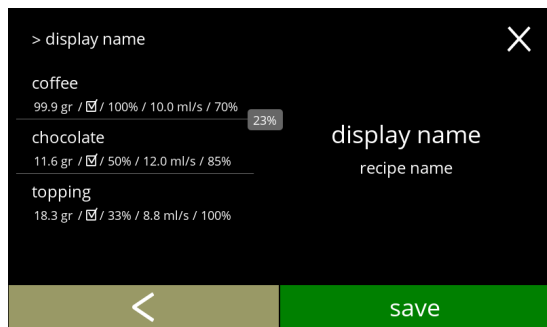 > display name
coffee
99.9 gr / ☑ / 100% / 10.0 ml/s / 70%
23%
chocolate
11.6 gr / ☑ / 50% / 12.0 ml/s / 85%
topping
18.3 gr / ☑ / 33% / 8.8 ml/s / 100%
display name
recipe name
<
save